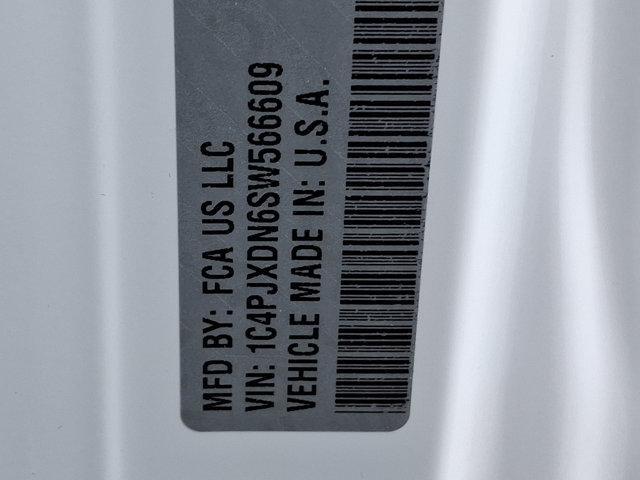 MFD BY: FCA US LLC
VIN: 1C4PJXDN6SW566609
VEHICLE MADE IN: U.S.A.